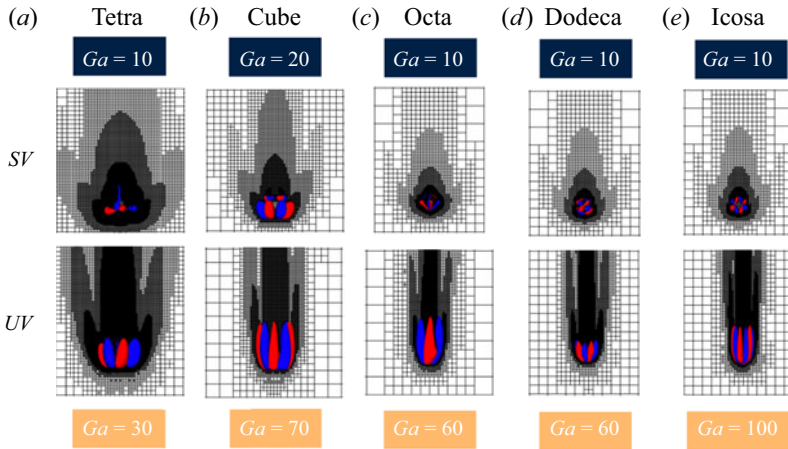 (a) Tetra (b) Cube (c) Octa (d) Dodeca (e) Icosa
Ga = 10 Ga = 20 Ga = 10 Ga = 10 Ga = 10
SV
UV
Ga = 30 Ga = 70 Ga = 60 Ga = 60 Ga = 100